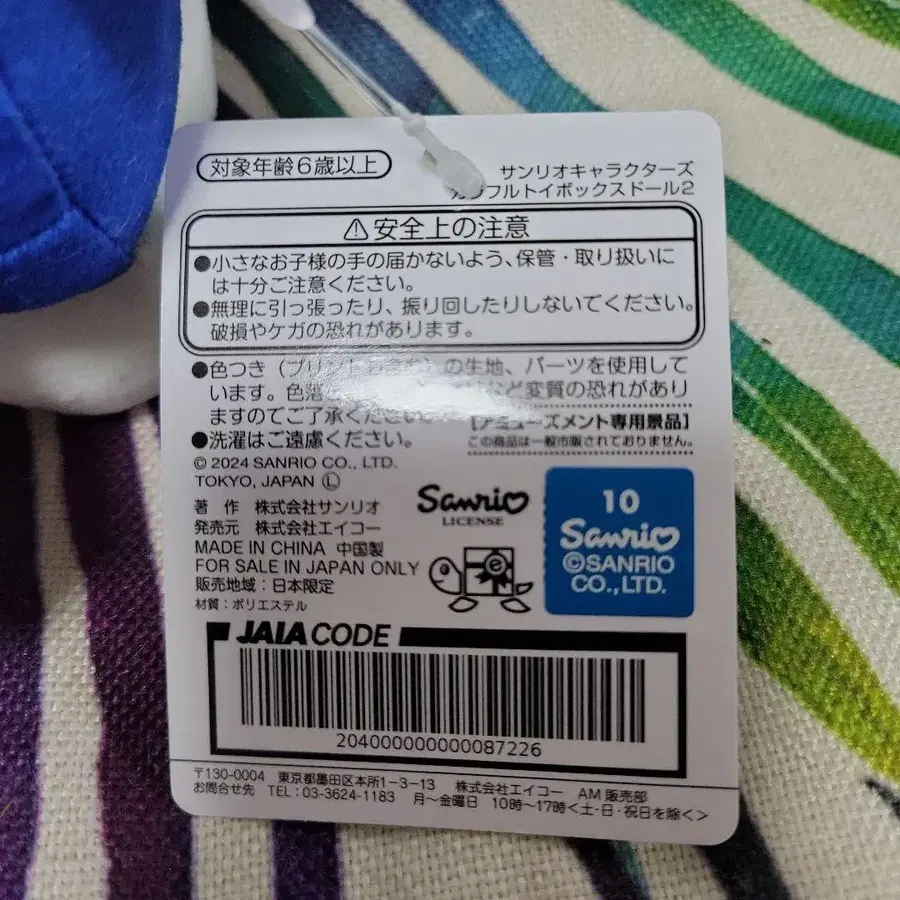 対象年齢6歳以上
サンリオキャラクターズ
カラフルトイボックスドール2
⚠安全上の注意
●小さなお子様の手の届かないよう、保管・取り扱いに
は十分ご注意ください。
●無理に引っ張ったり、振り回したりしないでください。
破損やケガの恐れがあります。
●色つき(プリント の生地、パーツを使用して
います。色落 など変質の恐れがあり
ますのでご了承ください。
●洗濯はご遠慮ください。
【アミューズメント専用景品】
この商品は一般市販されておりません。
© 2024 SANRIO CO., LTD.
TOKYO, JAPAN Ⓛ
著 作 株式会社サンリオ
発売元 株式会社エイコー
MADE IN CHINA 中国製
FOR SALE IN JAPAN ONLY
販売地域:日本限定
材質:ポリエステル
Sanrio
LICENSE
e
10
Sanrio
©SANRIO
CO., LTD.
JAIA CODE
204000000000087226
〒130-0004 東京都墨田区本所1-3-13 株式会社エイコー AM販売部
お問合せ先 TEL:03-3624-1183 月~金曜日 10時~17時<土・日・祝日を除く>